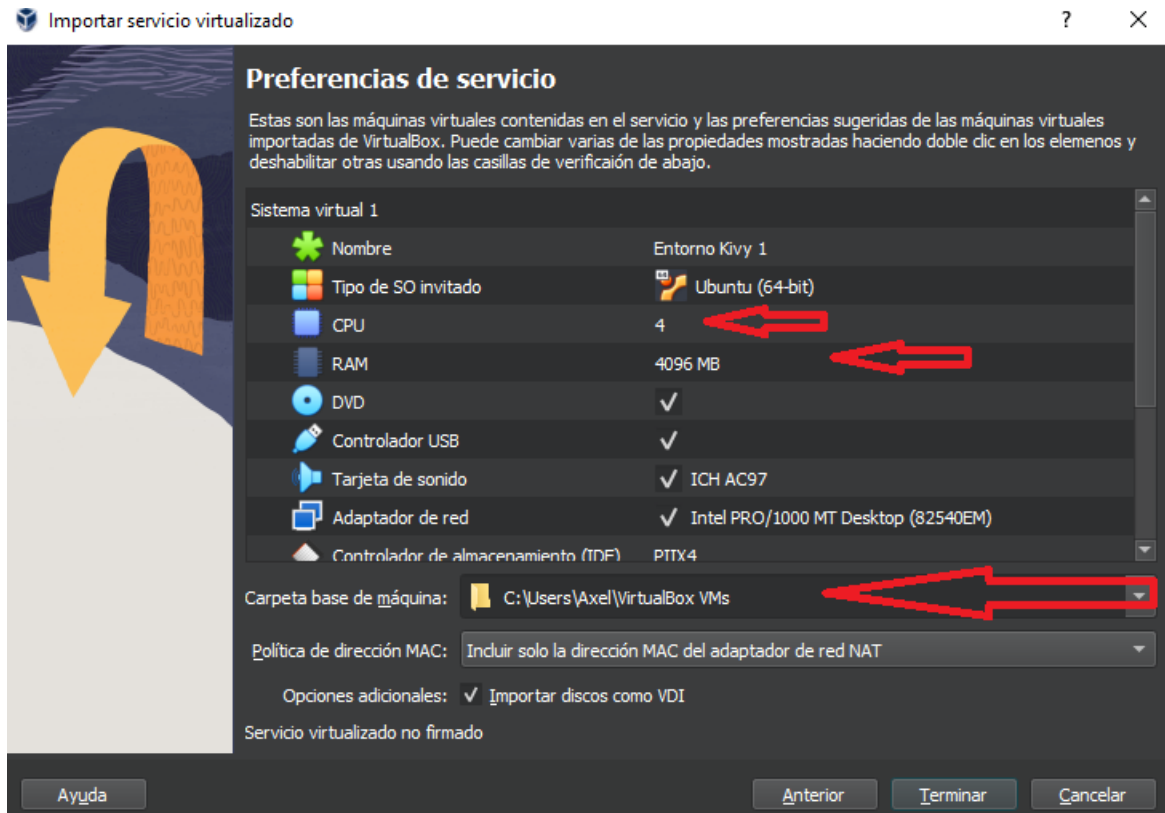 Importar servicio virtualizado
Preferencias de servicio
Estas son las máquinas virtuales contenidas en el servicio y las preferencias sugeridas de las máquinas virtuales
importadas de VirtualBox. Puede cambiar varias de las propiedades mostradas haciendo doble clic en los elemenos y
deshabilitar otras usando las casillas de verificaión de abajo.
Sistema virtual 1
Nombre Entorno Kivy 1
Tipo de SO invitado Ubuntu (64-bit)
CPU 4
RAM 4096 MB
DVD
Controlador USB
Tarjeta de sonido ICH AC97
Adaptador de red Intel PRO/1000 MT Desktop (82540EM)
Controlador de almacenamiento (IDE) PIIX4
Carpeta base de máquina: C:\Users\Axel\VirtualBox VMs
Política de dirección MAC: Incluir solo la dirección MAC del adaptador de red NAT
Opciones adicionales: Importar discos como VDI
Servicio virtualizado no firmado
Ayuda Anterior Terminar Cancelar